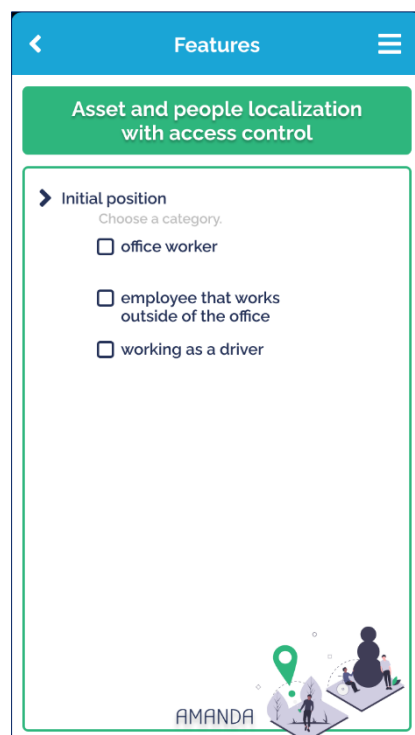 Features
Asset and people localization
with access control
Initial position
Choose a category.
office worker
employee that works
outside of the office
working as a driver
AMANDA